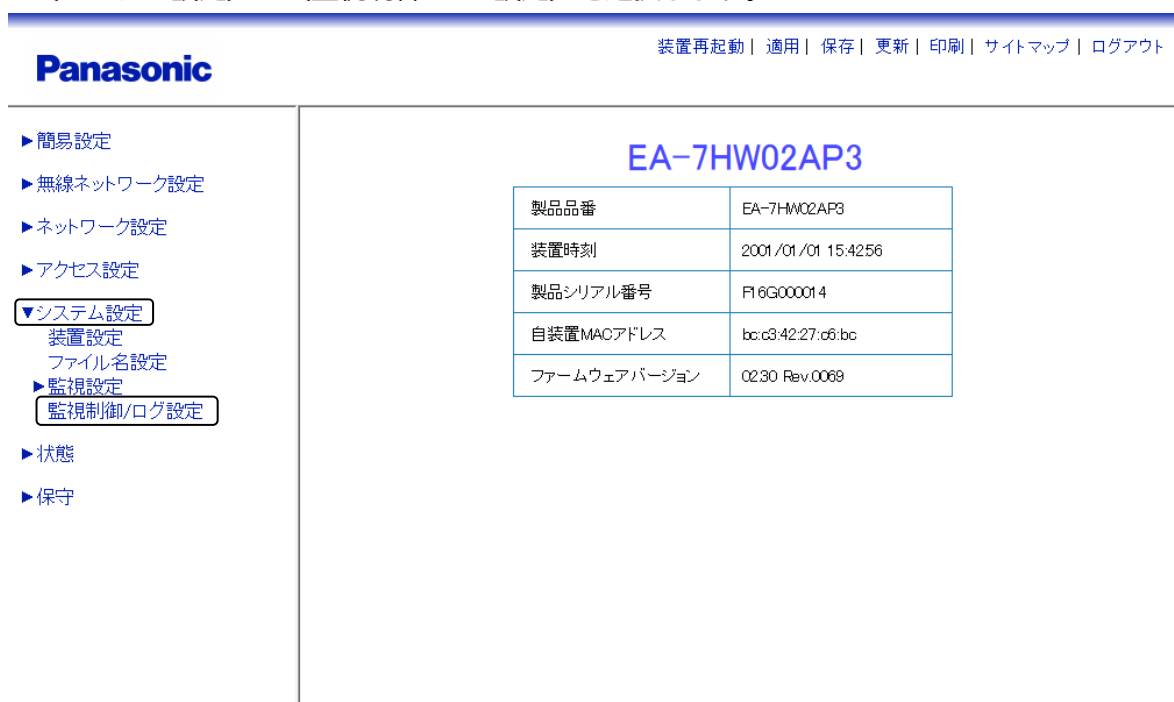 装置再起動| 適用| 保存| 更新| 印刷| サイトマップ| ログアウト
Panasonic
▶簡易設定
▶無線ネットワーク設定
▶ネットワーク設定
▶アクセス設定
▼システム設定
装置設定
ファイル名設定
▶監視設定
監視制御/ログ設定
▶状態
▶保守
EA-7HW02AP3
製品品番 EA-7HW02AP3
装置時刻 2001/01/01 15:42:56
製品シリアル番号 F16G000014
自装置MACアドレス bc:c3:42:27:c6:bc
ファームウェアバージョン 02.30 Rev.0069